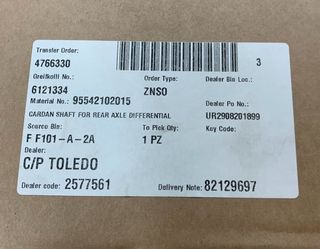 Transfer Order:
4766330 3
Greifkolli No.: Order Type: Dealer Bin Loc.:
6121334 ZNSO
Material No.: 95542102015 Dealer Po No.:
CARDAN SHAFT FOR REAR AXLE DIFFERENTIAL UR2908201899
Source Bin: To Pick Qty: Key Code:
F F101-A-2A 1 PZ
Dealer:
C/P TOLEDO
Dealer code: 2577561 Delivery Note: 82129697